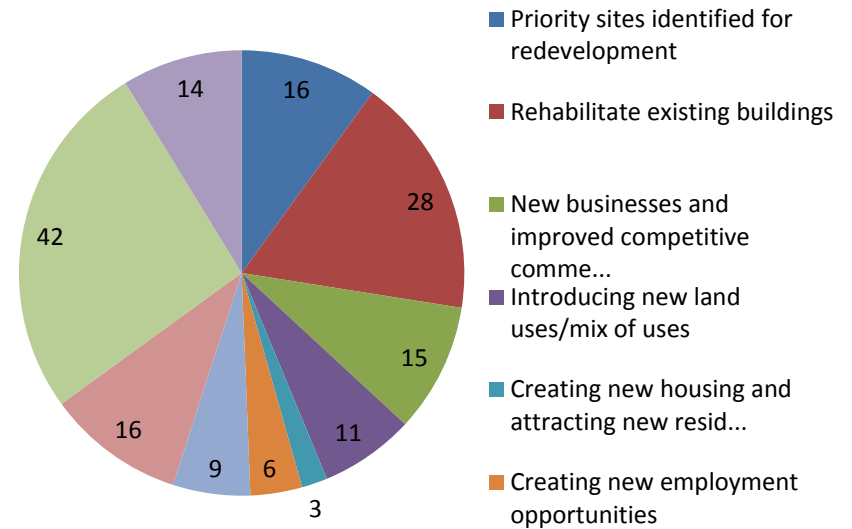 14
16
28
42
15
11
16
9
6
3
Priority sites identified for
redevelopment
Rehabilitate existing buildings
New businesses and
improved competitive
comme...
Introducing new land
uses/mix of uses
Creating new housing and
attracting new resid...
Creating new employment
opportunities